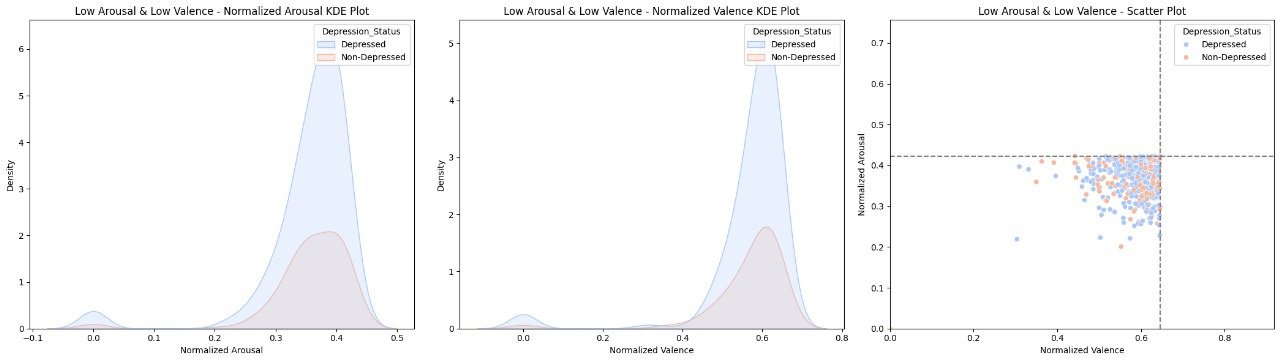 Low Arousal & Low Valence - Normalized Arousal KDE Plot
Depression_Status
Depressed
Non-Depressed
6
5
4
3
2
1
0
Density
−0.1 0.0 0.1 0.2 0.3 0.4 0.5
Normalized Arousal
Low Arousal & Low Valence - Normalized Valence KDE Plot
Depression_Status
Depressed
Non-Depressed
5
4
3
2
1
0
Density
0.0 0.2 0.4 0.6 0.8
Normalized Valence
Low Arousal & Low Valence - Scatter Plot
Depression_Status
Depressed
Non-Depressed
0.7
0.6
0.5
0.4
0.3
0.2
0.1
0.0
Normalized Arousal
0.0 0.2 0.4 0.6 0.8
Normalized Valence